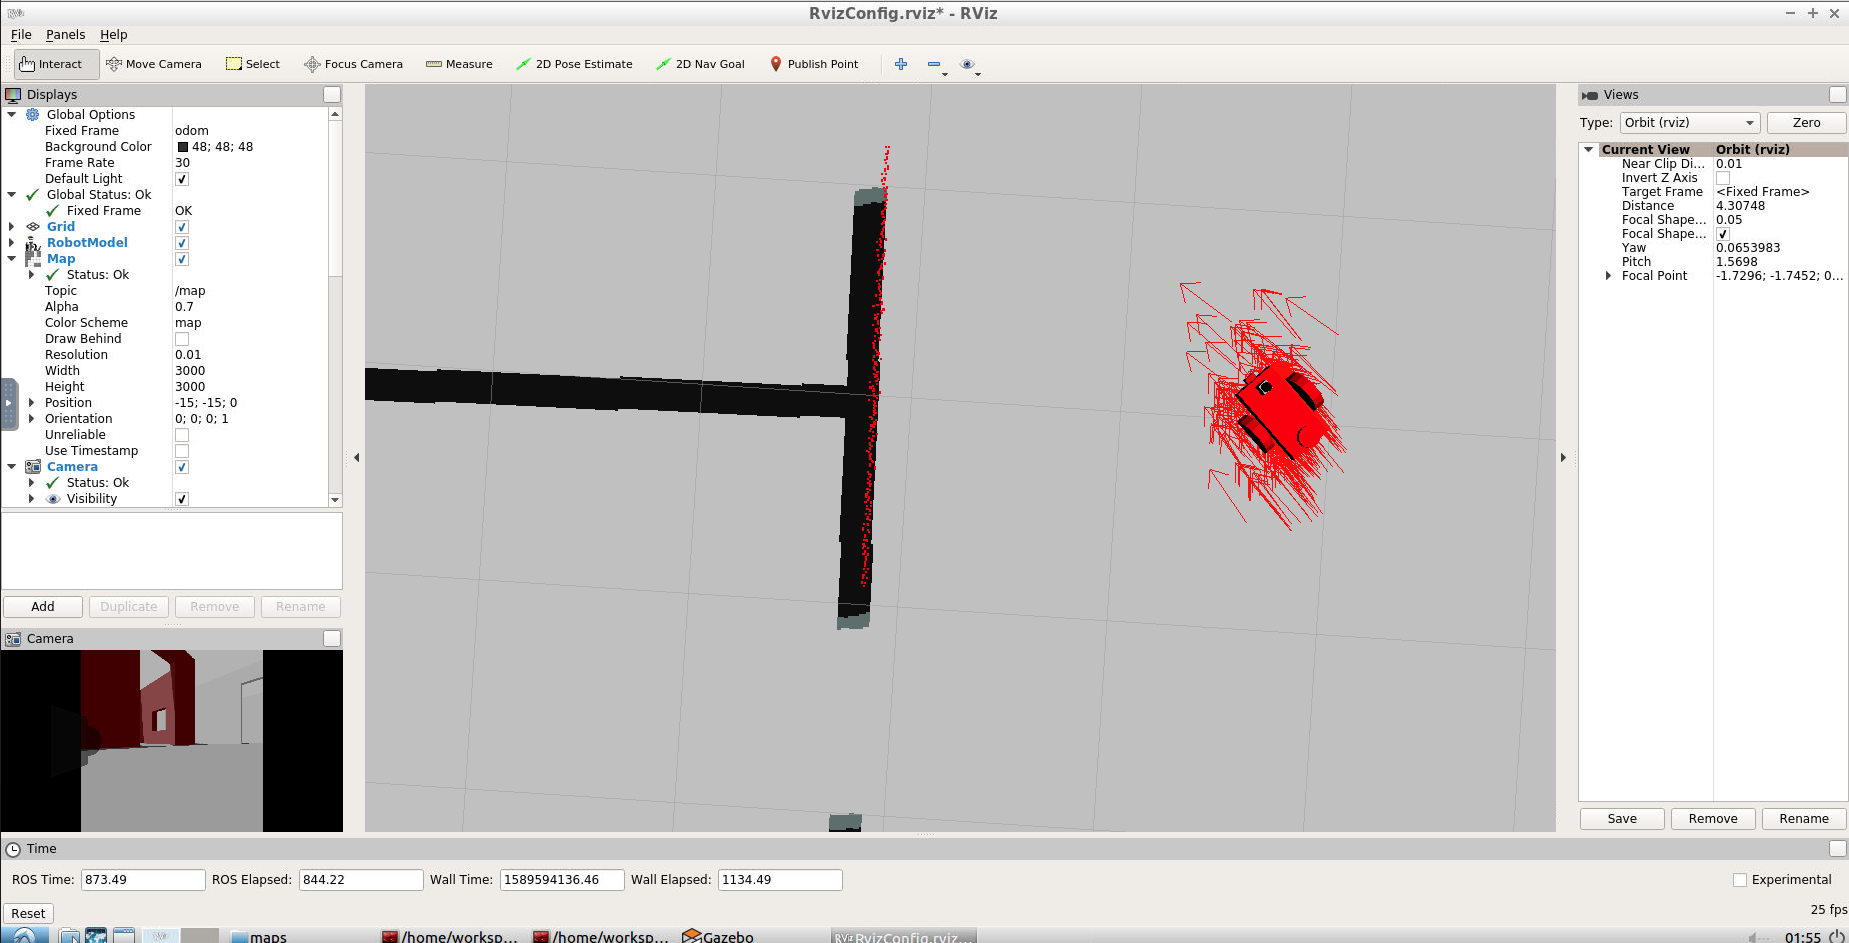 RvizConfig.rviz* - RViz
File Panels Help
Interact Move Camera Select Focus Camera Measure 2D Pose Estimate 2D Nav Goal Publish Point
Displays
Global Options
Fixed Frame odom
Background Color 48; 48; 48
Frame Rate 30
Default Light
Global Status: Ok
Fixed Frame OK
Grid
RobotModel
Map
Status: Ok
Topic /map
Alpha 0.7
Color Scheme map
Draw Behind
Resolution 0.01
Width 3000
Height 3000
Position -15; -15; 0
Orientation 0; 0; 0; 1
Unreliable
Use Timestamp
Camera
Status: Ok
Visibility
Add Duplicate Remove Rename
Camera
Views
Type: Orbit (rviz) Zero
Current View Orbit (rviz)
Near Clip Di... 0.01
Invert Z Axis
Target Frame <Fixed Frame>
Distance 4.30748
Focal Shape... 0.05
Focal Shape...
Yaw 0.0653983
Pitch 1.5698
Focal Point -1.7296; -1.7452; 0...
Save Remove Rename
Time
ROS Time: 873.49 ROS Elapsed: 844.22 Wall Time: 1589594136.46 Wall Elapsed: 1134.49 Experimental
Reset 25 fps
maps /home/worksp... /home/worksp... Gazebo RvizConfig.rviz... 01:55